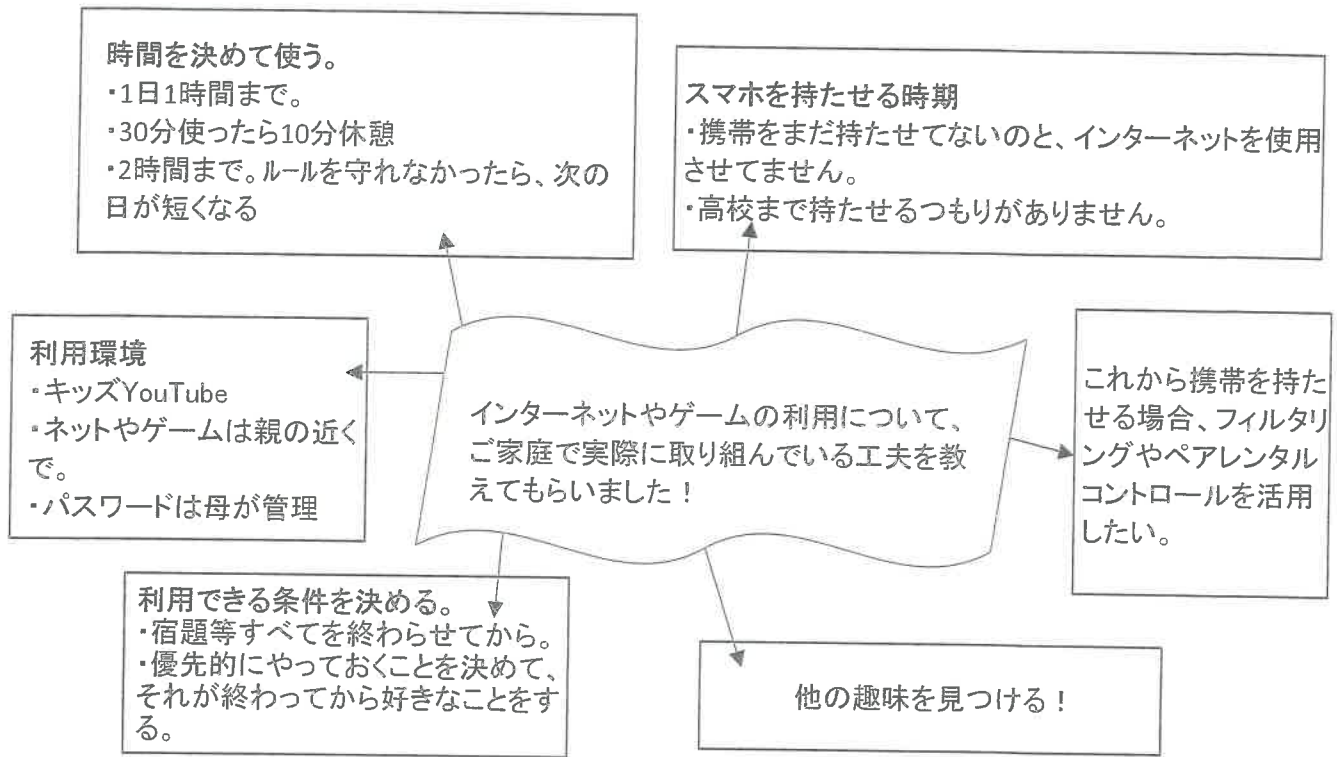 時間を決めて使う。
・1日1時間まで。
・30分使ったら10分休憩
・2時間まで。ルールを守れなかったら、次の
日が短くなる
スマホを持たせる時期
・携帯をまだ持たせてないのと、インターネットを使用
させてません。
・高校まで持たせるつもりがありません。
利用環境
・キッズYouTube
・ネットやゲームは親の近く
で。
・パスワードは母が管理
インターネットやゲームの利用について、
ご家庭で実際に取り組んでいる工夫を教
えてもらいました！
これから携帯を持た
せる場合、フィルタリ
ングやペアレンタル
コントロールを活用
したい。
利用できる条件を決める。
・宿題等すべてを終わらせてから。
・優先的にやっておくことを決めて、
それが終わってから好きなことをす
る。
他の趣味を見つける！